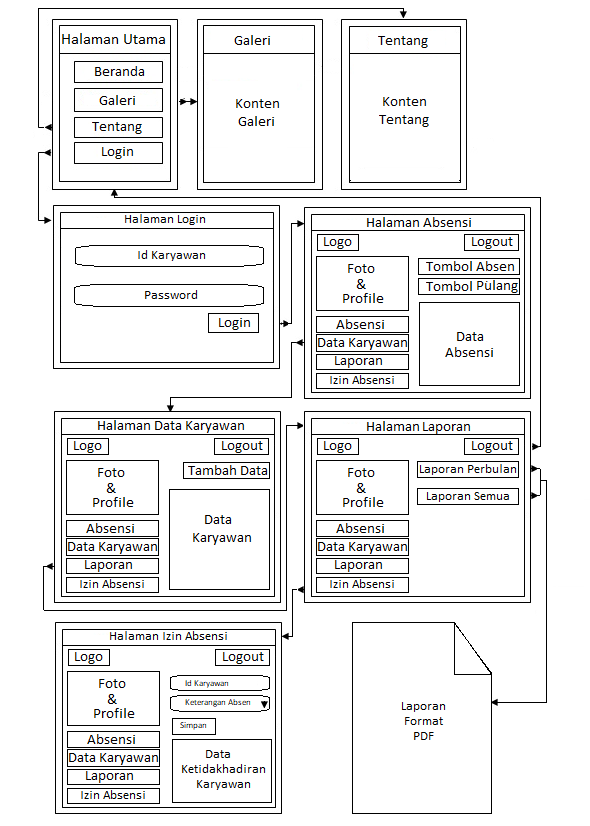 Halaman Utama
Beranda
Galeri
Tentang
Login
Galeri
Konten
Galeri
Tentang
Konten
Tentang
Halaman Login
Id Karyawan
Password
Login
Halaman Absensi
Logo
Logout
Foto
&
Profile
Tombol Absen
Tombol Pulang
Absensi
Data Karyawan
Laporan
Izin Absensi
Data
Absensi
Halaman Data Karyawan
Logo
Logout
Foto
&
Profile
Tambah Data
Absensi
Data Karyawan
Laporan
Izin Absensi
Data
Karyawan
Halaman Laporan
Logo
Logout
Foto
&
Profile
Laporan Perbulan
Laporan Semua
Absensi
Data Karyawan
Laporan
Izin Absensi
Halaman Izin Absensi
Logo
Logout
Foto
&
Profile
Id Karyawan
Keterangan Absen
Simpan
Absensi
Data Karyawan
Laporan
Izin Absensi
Data
Ketidakhadiran
Karyawan
Laporan
Format
PDF